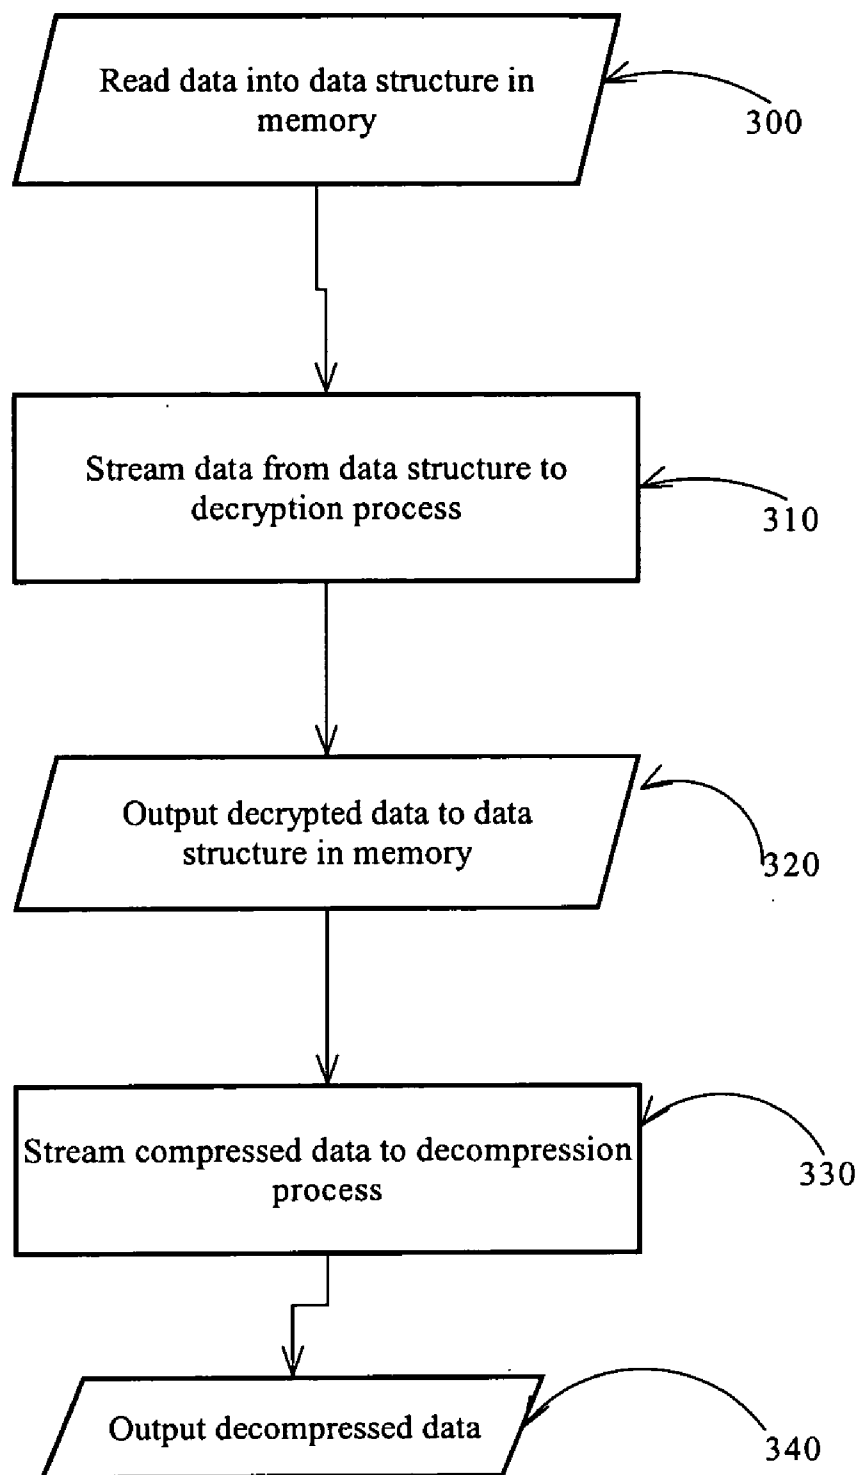 Read data into data structure in
memory
300
Stream data from data structure to
decryption process
310
Output decrypted data to data
structure in memory
320
Stream compressed data to decompression
process
330
Output decompressed data
340